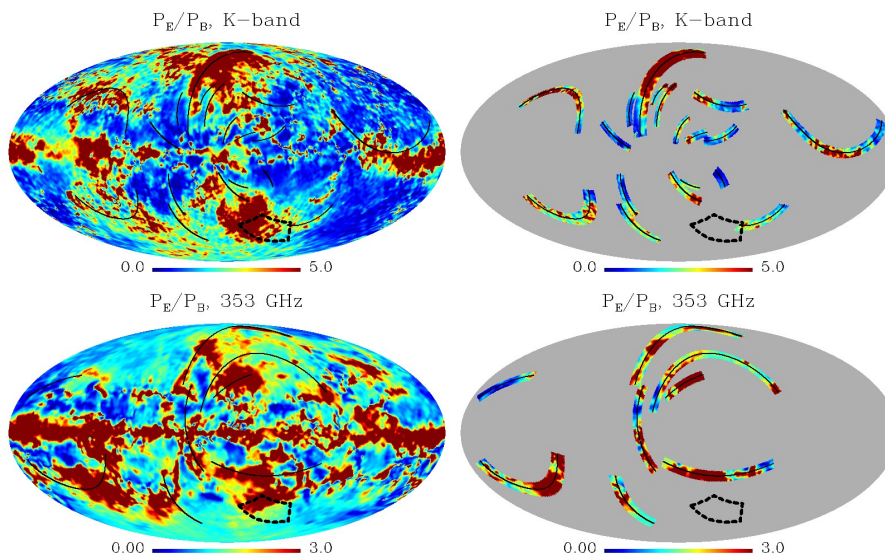 P_E/P_B, K-band
P_E/P_B, K-band
0.0 5.0
0.0 5.0
P_E/P_B, 353 GHz
P_E/P_B, 353 GHz
0.00 3.0
0.00 3.0